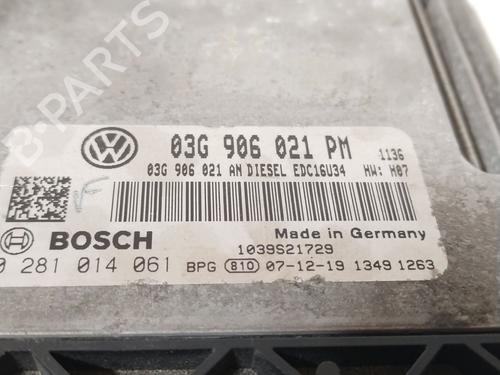 B-PARTS
03G 906 021 PM 1136
03G 906 021 AN DIESEL EDC16U34 HW: H07
BOSCH
Made in Germany
1039S21729
0 281 014 061 BPG 810 07-12-19 1349 1263